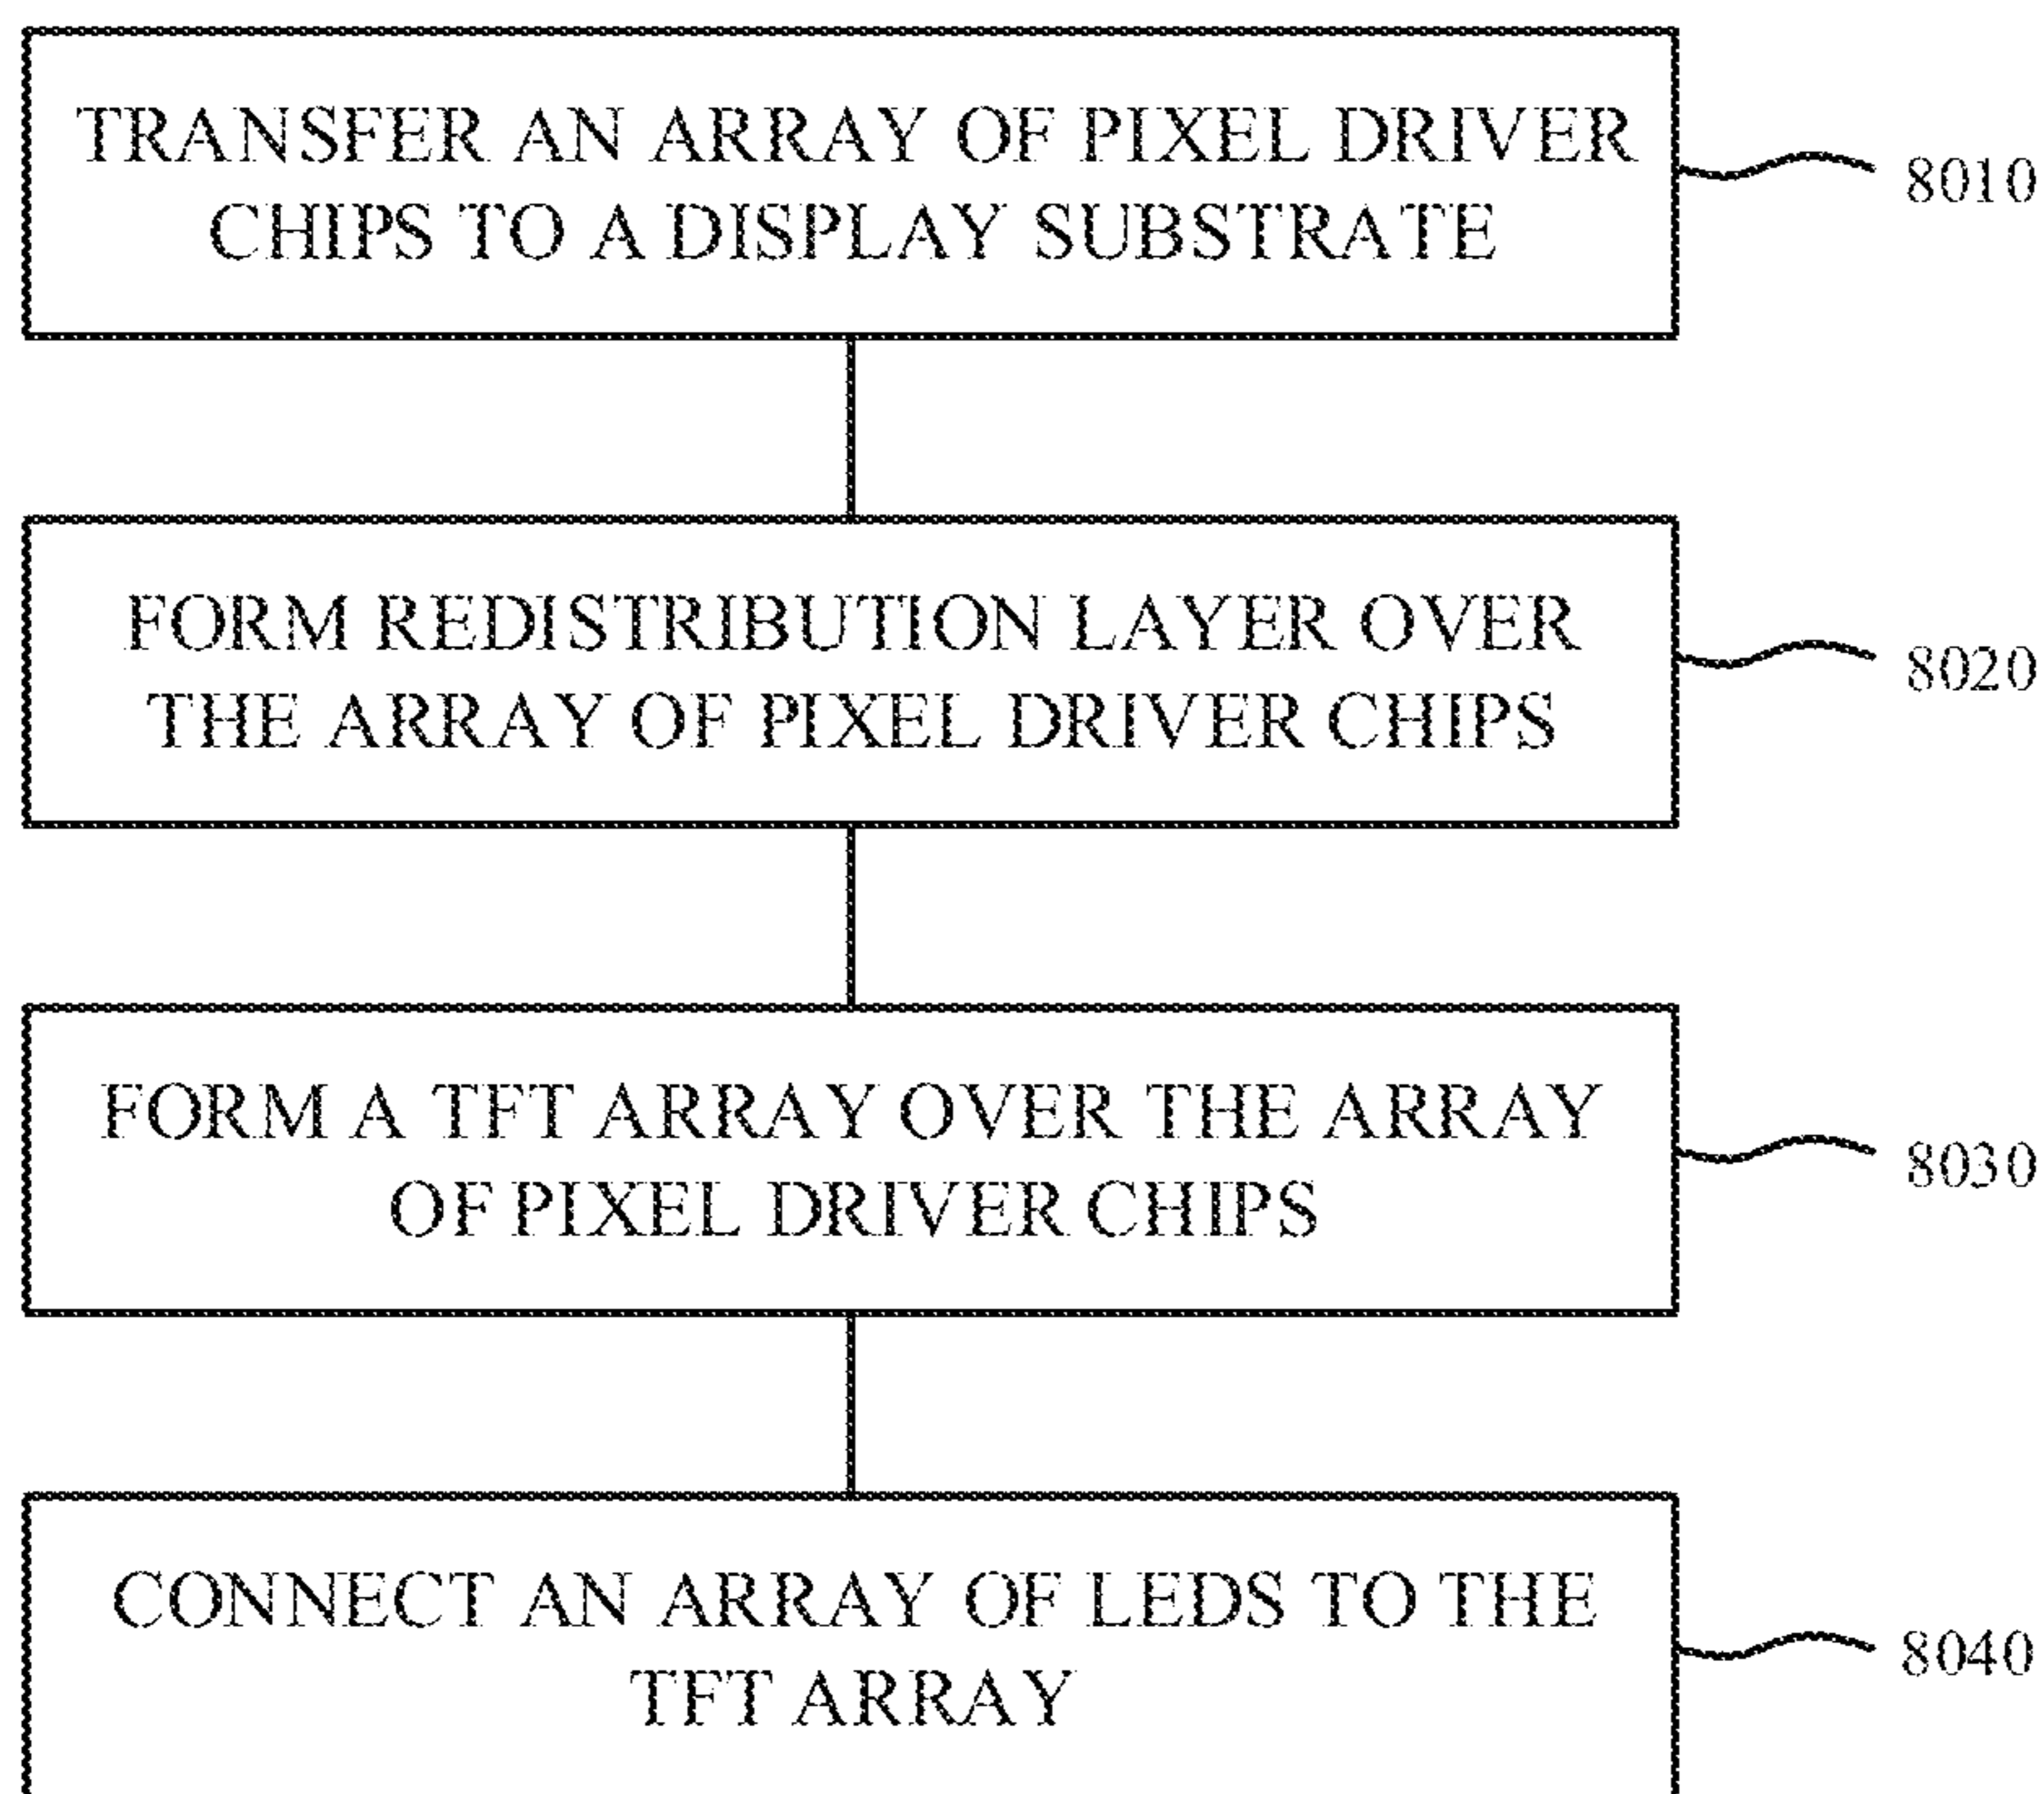 TRANSFER AN ARRAY OF PIXEL DRIVER
CHIPS TO A DISPLAY SUBSTRATE
8010
FORM REDISTRIBUTION LAYER OVER
THE ARRAY OF PIXEL DRIVER CHIPS
8020
FORM A TFT ARRAY OVER THE ARRAY
OF PIXEL DRIVER CHIPS
8030
CONNECT AN ARRAY OF LEDS TO THE
TFT ARRAY
8040